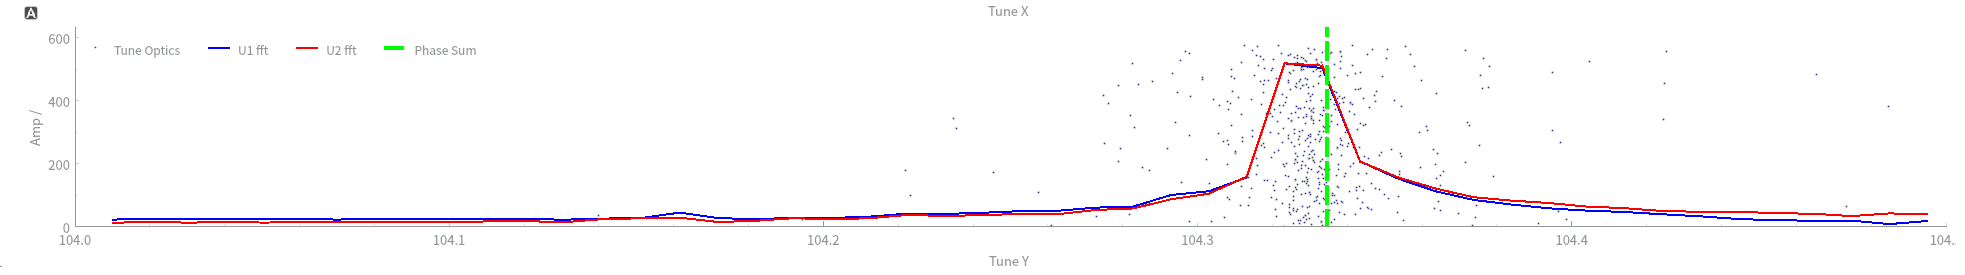 A
Tune X
600
Tune Optics U1 fft U2 fft Phase Sum
400
Amp /
200
0
104.0 104.1 104.2 104.3 104.4 104.
Tune Y